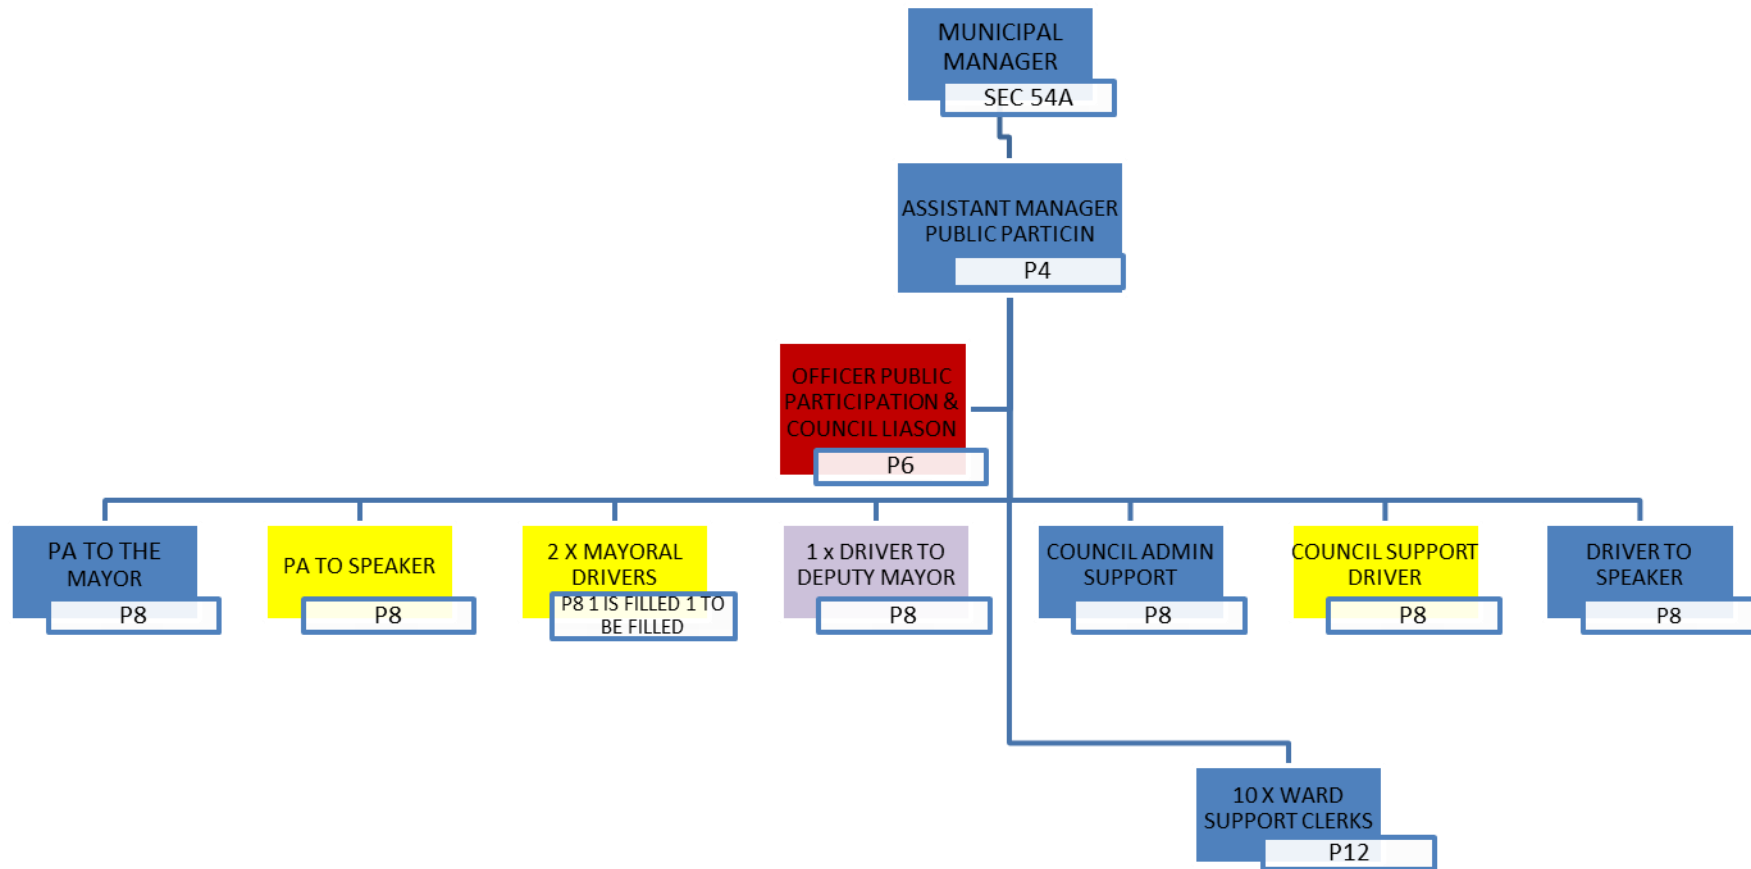 MUNICIPAL
MANAGER
SEC 54A
ASSISTANT MANAGER
PUBLIC PARTICIN
P4
OFFICER PUBLIC
PARTICIPATION &
COUNCIL LIASON
P6
PA TO THE
MAYOR
P8
PA TO SPEAKER
P8
2 X MAYORAL
DRIVERS
P8 1 IS FILLED 1 TO
BE FILLED
1 x DRIVER TO
DEPUTY MAYOR
P8
COUNCIL ADMIN
SUPPORT
P8
COUNCIL SUPPORT
DRIVER
P8
DRIVER TO
SPEAKER
P8
10 X WARD
SUPPORT CLERKS
P12